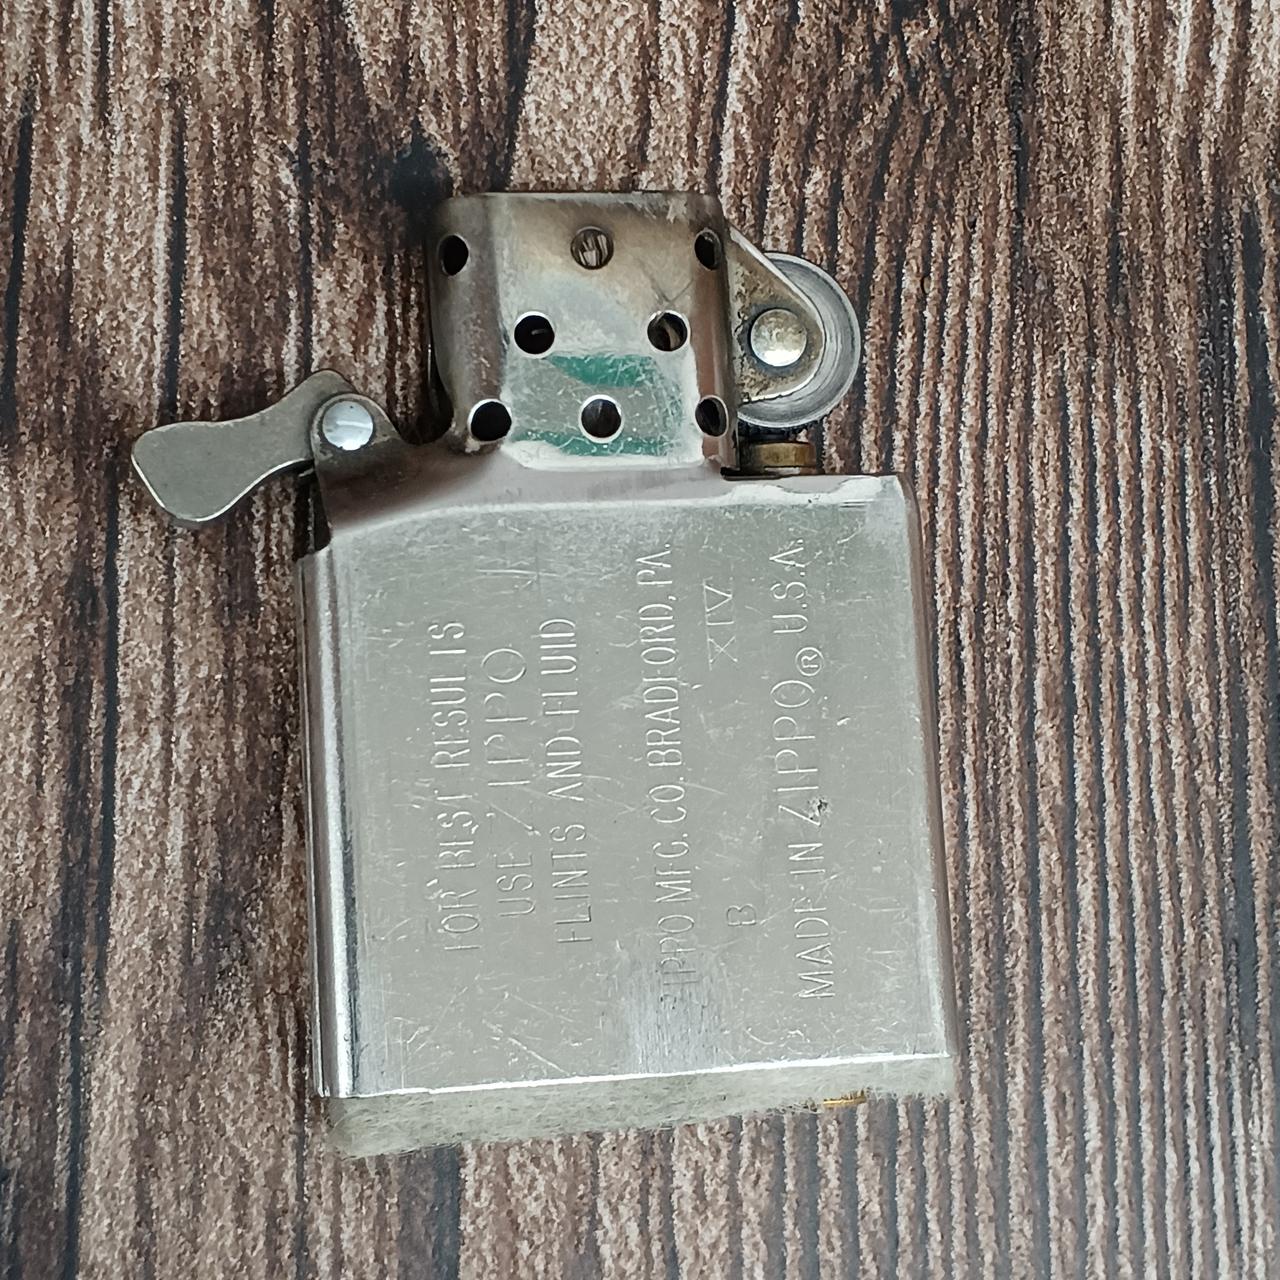 FOR BEST RESULTS
USE ZIPPO
FLINTS AND FLUID
ZIPPO MFG. CO. BRADFORD, PA.
B XIV
MADE IN ZIPPO® U.S.A.